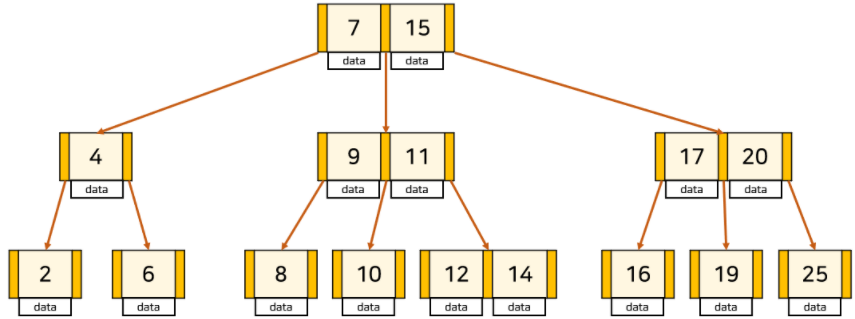 7 15
data data
4 9 11 17 20
data data data data data
2 6 8 10 12 14 16 19 25
data data data data data data data data data